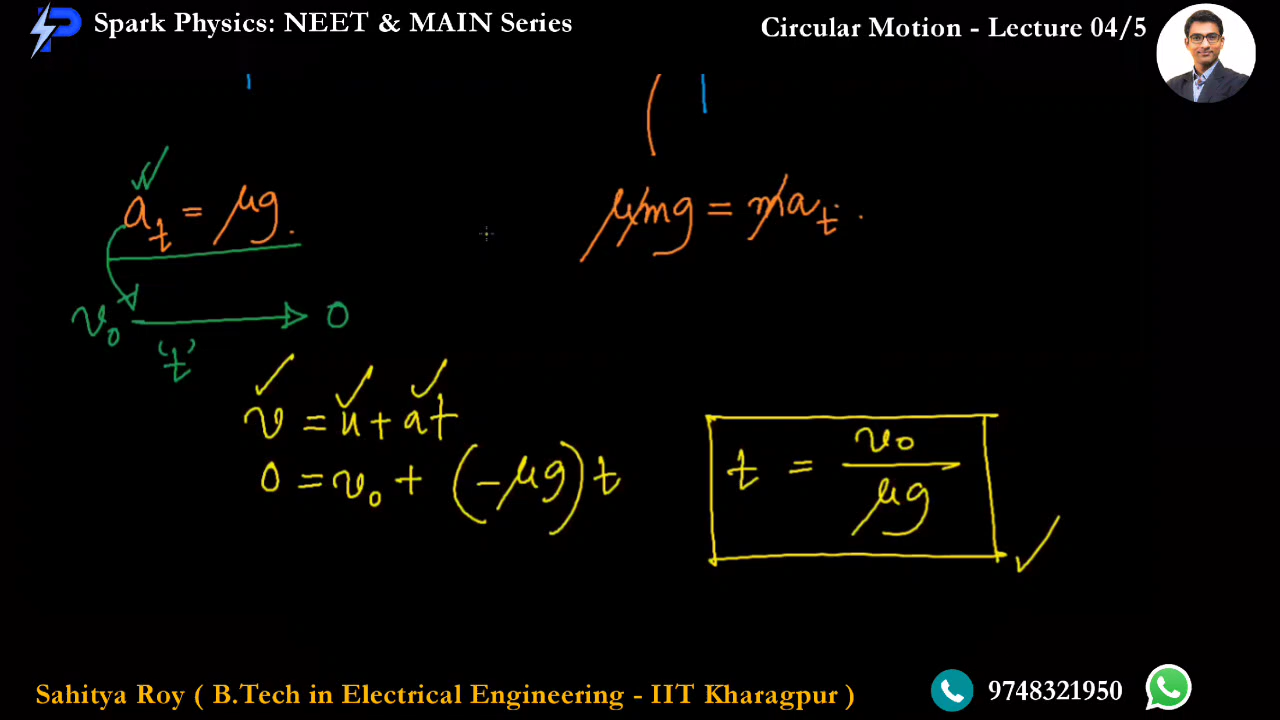 Spark Physics: NEET & MAIN Series
Circular Motion - Lecture 04/5
a_t = μg.
μmg = ma_t.
v₀ → 0
't'
v = u + at
0 = v₀ + (-μg)t
t = v₀/μg
Sahitya Roy ( B.Tech in Electrical Engineering - IIT Kharagpur )
9748321950